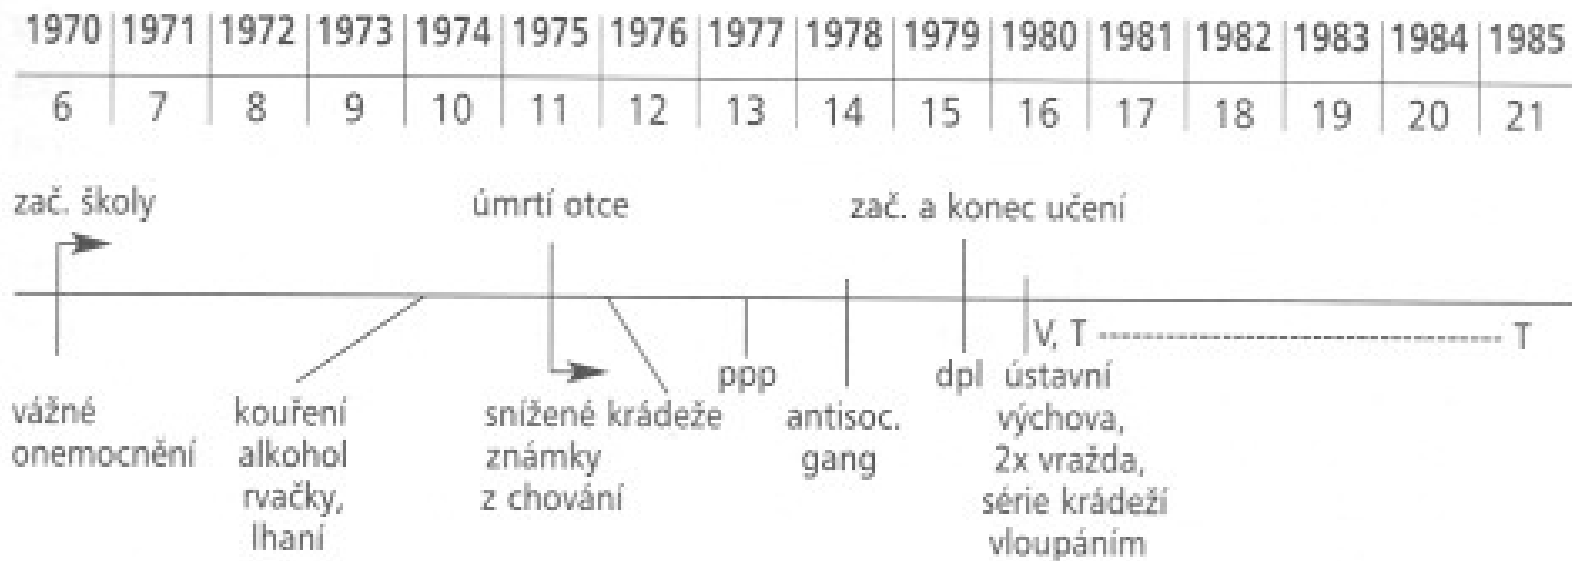 1970 1971 1972 1973 1974 1975 1976 1977 1978 1979 1980 1981 1982 1983 1984 1985
6 7 8 9 10 11 12 13 14 15 16 17 18 19 20 21
zač. školy úmrtí otce zač. a konec učení
V, T T
ppp dpl ústavní
vážné kouření snížené krádeže antisoc. výchova,
onemocnění alkohol známky gang 2x vražda,
rvačky, z chování série krádeží
lhaní vloupáním